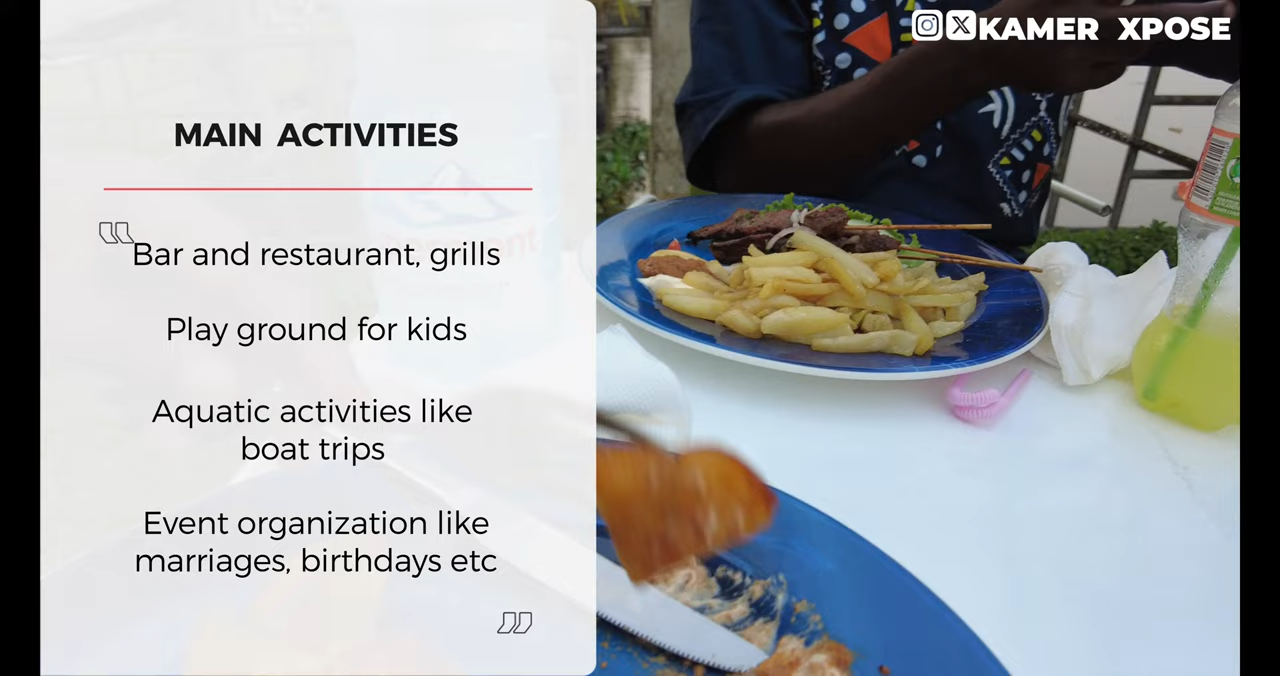 KAMER XPOSE
MAIN ACTIVITIES
Bar and restaurant, grills
Play ground for kids
Aquatic activities like
boat trips
Event organization like
marriages, birthdays etc